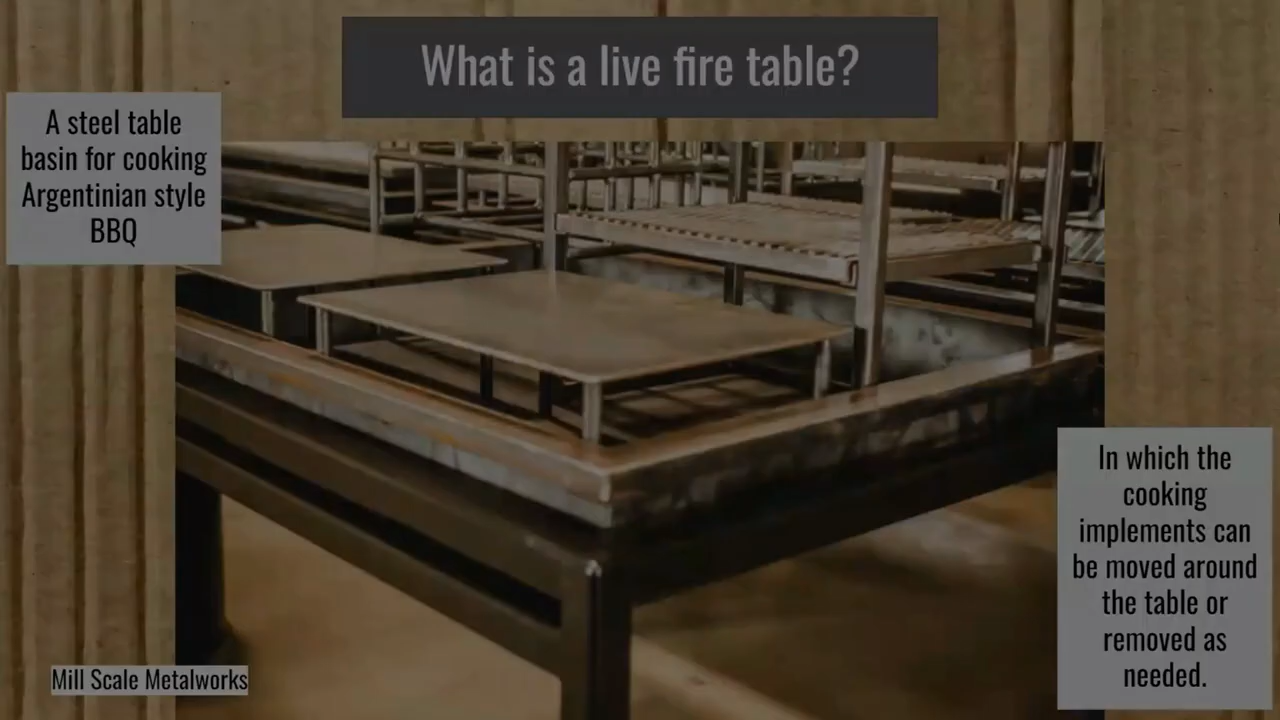 What is a live fire table?
A steel table
basin for cooking
Argentinian style
BBQ
In which the
cooking
implements can
be moved around
the table or
removed as
needed.
Mill Scale Metalworks